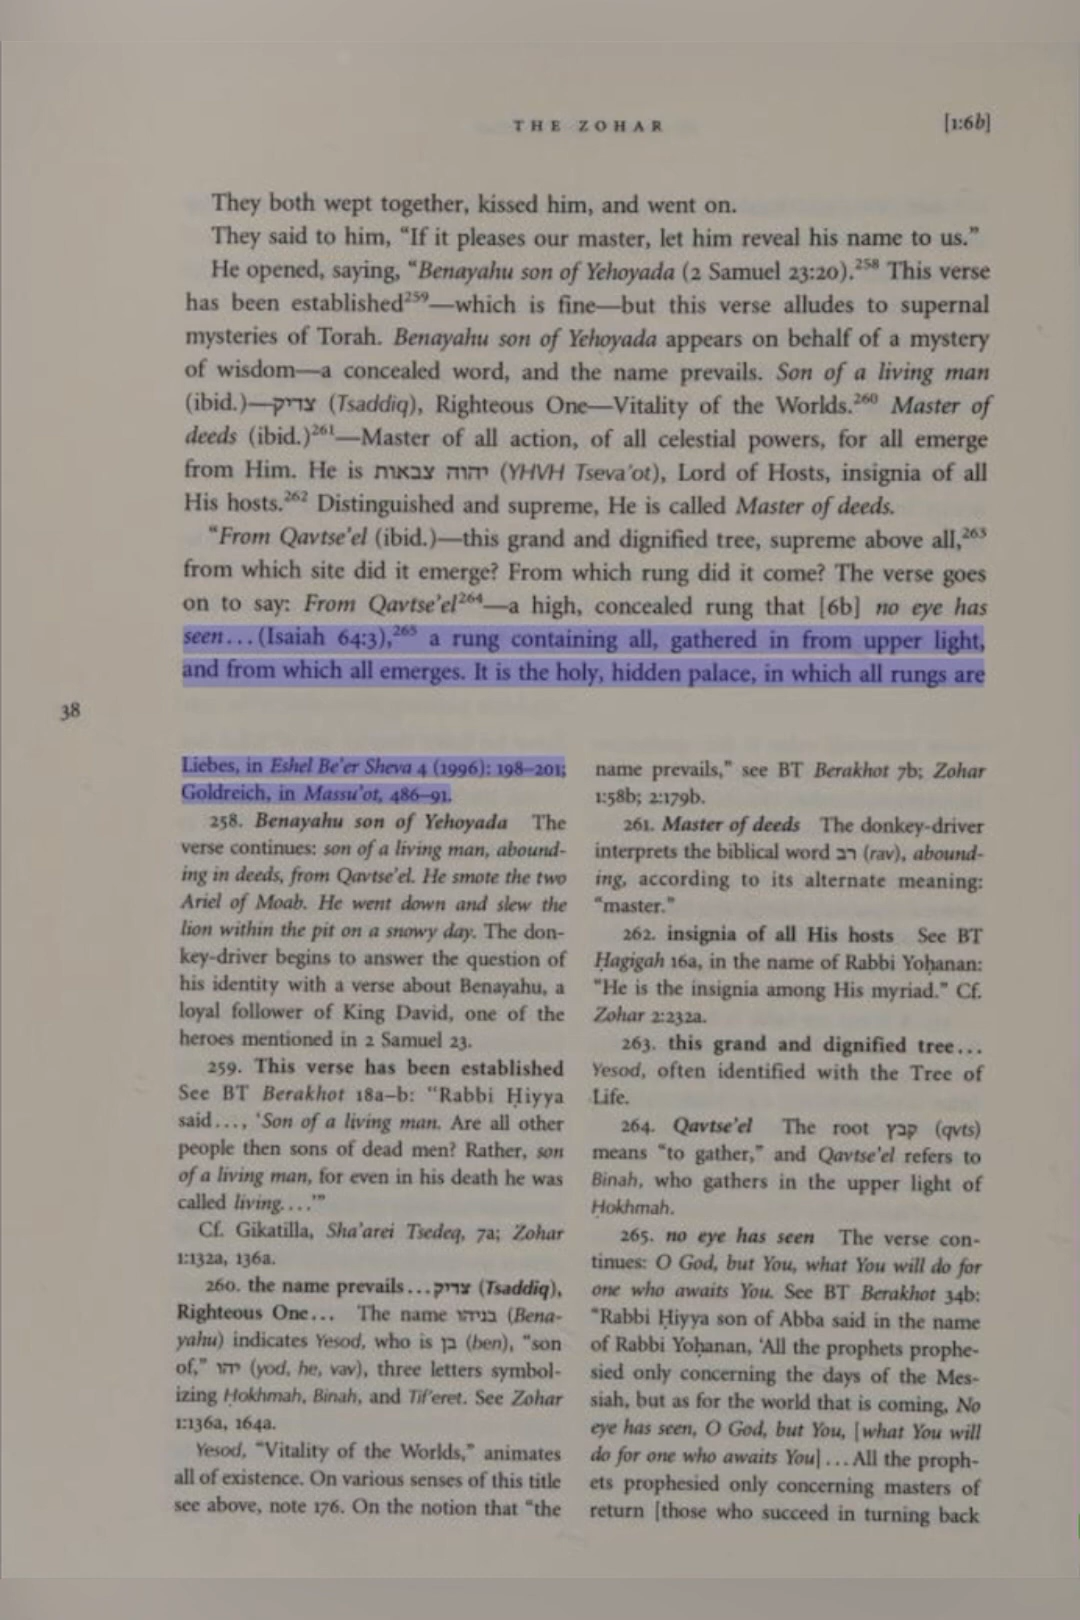 THE ZOHAR
[1:6b]
They both wept together, kissed him, and went on.
They said to him, “If it pleases our master, let him reveal his name to us.”
He opened, saying, “Benayahu son of Yehoyada (2 Samuel 23:20).258 This verse
has been established259—which is fine—but this verse alludes to supernal
mysteries of Torah. Benayahu son of Yehoyada appears on behalf of a mystery
of wisdom—a concealed word, and the name prevails. Son of a living man
(ibid.)—צדיק (Tsaddiq), Righteous One—Vitality of the Worlds.260 Master of
deeds (ibid.)261—Master of all action, of all celestial powers, for all emerge
from Him. He is יהוה צבאות (YHVH Tseva’ot), Lord of Hosts, insignia of all
His hosts.262 Distinguished and supreme, He is called Master of deeds.
“From Qavtse’el (ibid.)—this grand and dignified tree, supreme above all,263
from which site did it emerge? From which rung did it come? The verse goes
on to say: From Qavtse’el264—a high, concealed rung that [6b] no eye has
seen...(Isaiah 64:3),265 a rung containing all, gathered in from upper light,
and from which all emerges. It is the holy, hidden palace, in which all rungs are
38
Liebes, in Eshel Be’er Sheva 4 (1996): 198–201;
Goldreich, in Massu’ot, 486–91.
258. Benayahu son of Yehoyada The
verse continues: son of a living man, abound-
ing in deeds, from Qavtse’el. He smote the two
Ariel of Moab. He went down and slew the
lion within the pit on a snowy day. The don-
key-driver begins to answer the question of
his identity with a verse about Benayahu, a
loyal follower of King David, one of the
heroes mentioned in 2 Samuel 23.
259. This verse has been established
See BT Berakhot 18a–b: “Rabbi Ḥiyya
said..., ‘Son of a living man. Are all other
people then sons of dead men? Rather, son
of a living man, for even in his death he was
called living....’”
Cf. Gikatilla, Sha’arei Tsedeq, 7a; Zohar
1:132a, 136a.
260. the name prevails...צדיק (Tsaddiq),
Righteous One... The name בניהו (Bena-
yahu) indicates Yesod, who is בן (ben), “son
of,” יהו (yod, he, vav), three letters symbol-
izing Ḥokhmah, Binah, and Tif’eret. See Zohar
1:136a, 164a.
Yesod, “Vitality of the Worlds,” animates
all of existence. On various senses of this title
see above, note 176. On the notion that “the
name prevails,” see BT Berakhot 7b; Zohar
1:58b; 2:179b.
261. Master of deeds The donkey-driver
interprets the biblical word רב (rav), abound-
ing, according to its alternate meaning:
“master.”
262. insignia of all His hosts See BT
Ḥagigah 16a, in the name of Rabbi Yoḥanan:
“He is the insignia among His myriad.” Cf.
Zohar 2:232a.
263. this grand and dignified tree...
Yesod, often identified with the Tree of
Life.
264. Qavtse’el The root קבץ (qvts)
means “to gather,” and Qavtse’el refers to
Binah, who gathers in the upper light of
Ḥokhmah.
265. no eye has seen The verse con-
tinues: O God, but You, what You will do for
one who awaits You. See BT Berakhot 34b:
“Rabbi Ḥiyya son of Abba said in the name
of Rabbi Yoḥanan, ‘All the prophets prophe-
sied only concerning the days of the Mes-
siah, but as for the world that is coming, No
eye has seen, O God, but You, [what You will
do for one who awaits You]...All the proph-
ets prophesied only concerning masters of
return [those who succeed in turning back